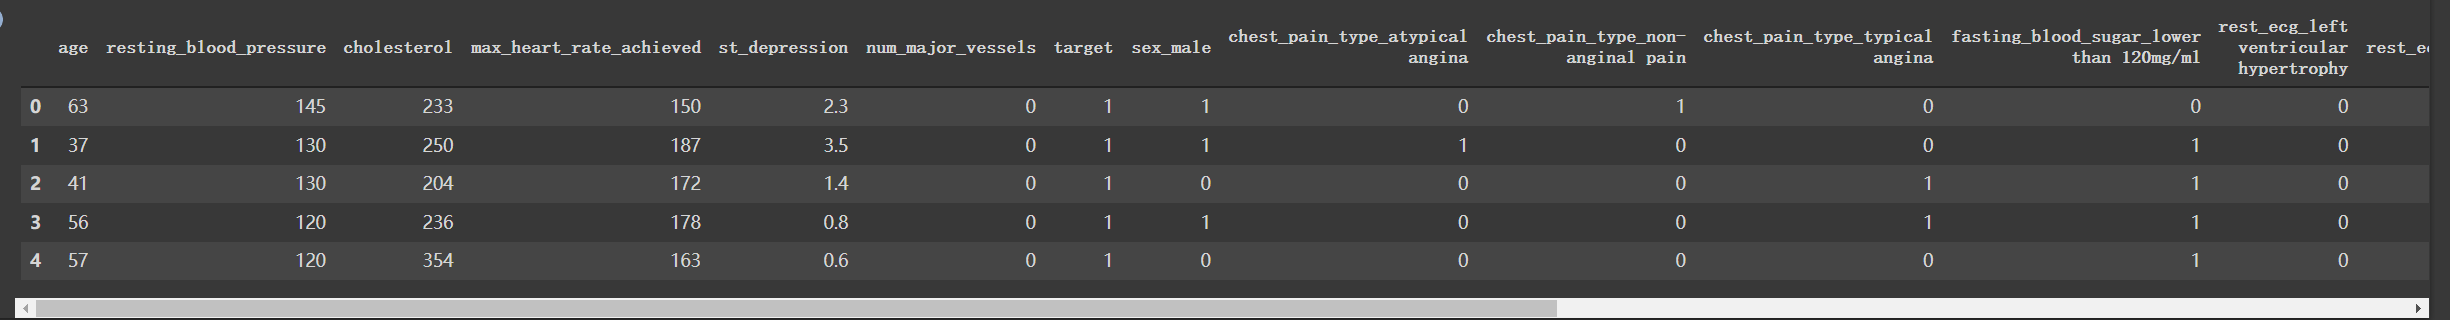 age resting_blood_pressure cholesterol max_heart_rate_achieved st_depression num_major_vessels target sex_male chest_pain_type_atypical angina chest_pain_type_non-anginal pain chest_pain_type_typical angina fasting_blood_sugar_lower than 120mg/ml rest_ecg_left ventricular hypertrophy
0 63 145 233 150 2.3 0 1 1 0 1 0 0 0
1 37 130 250 187 3.5 0 1 1 1 0 0 1 0
2 41 130 204 172 1.4 0 1 0 0 0 1 1 0
3 56 120 236 178 0.8 0 1 1 0 0 1 1 0
4 57 120 354 163 0.6 0 1 0 0 0 0 1 0